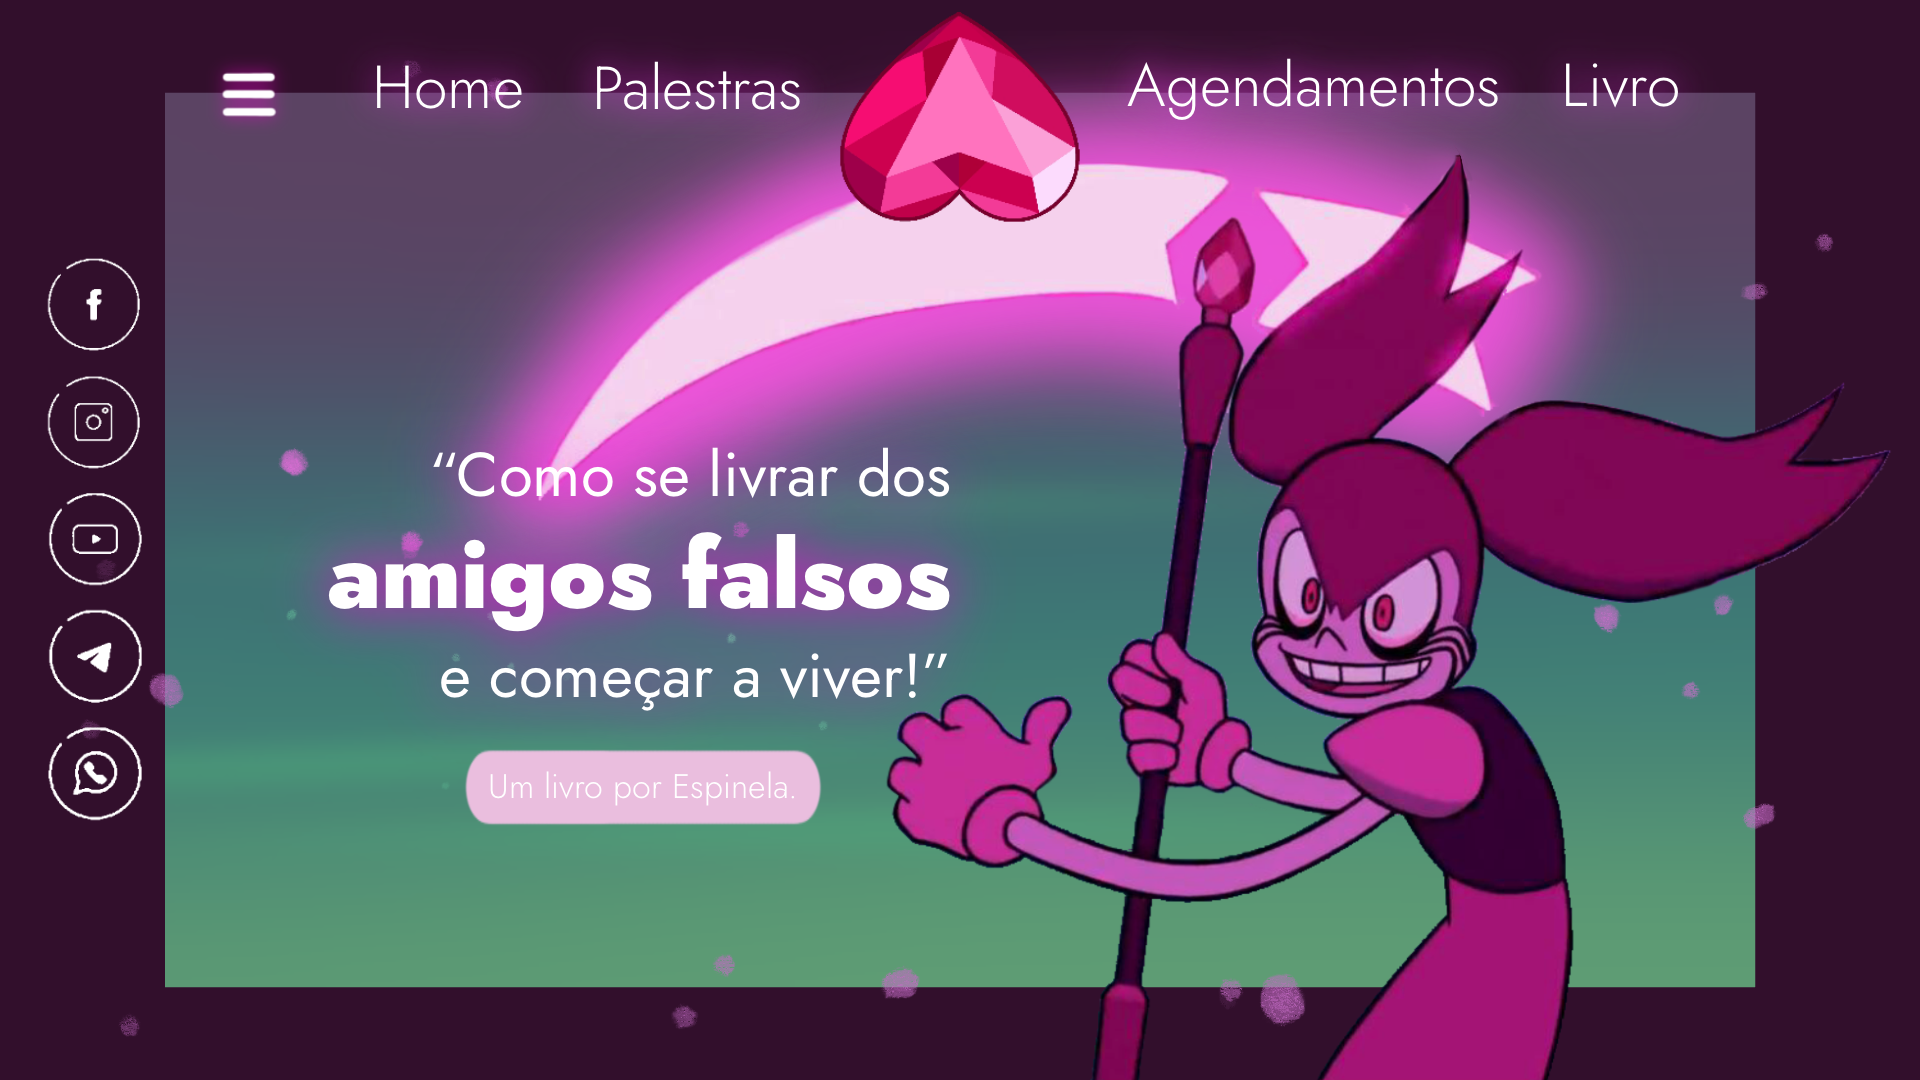 Home Palestras Agendamentos Livro
“Como se livrar dos
amigos falsos
e começar a viver!”
Um livro por Espinela.